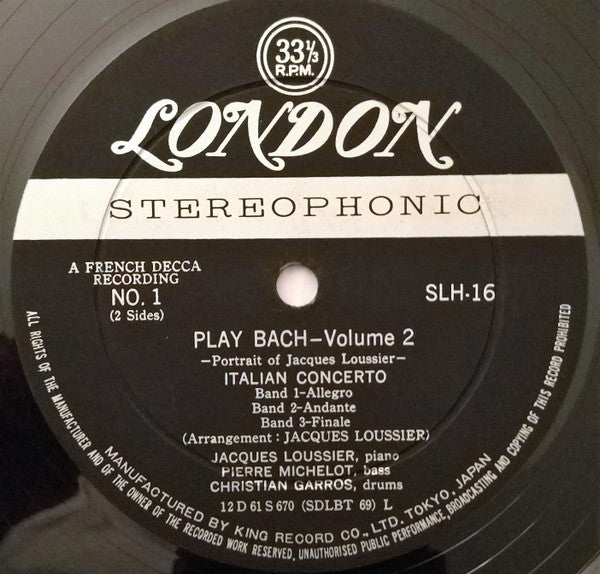 33⅓
R.P.M.
LONDON
STEREOPHONIC
A FRENCH DECCA
RECORDING
NO. 1
(2 Sides)
SLH-16
PLAY BACH—Volume 2
—Portrait of Jacques Loussier—
ITALIAN CONCERTO
Band 1-Allegro
Band 2-Andante
Band 3-Finale
(Arrangement : JACQUES LOUSSIER)
JACQUES LOUSSIER, piano
PIERRE MICHELOT, bass
CHRISTIAN GARROS, drums
12 D 61 S 670 (SDLBT 69) L
MANUFACTURED BY KING RECORD CO., LTD. TOKYO, JAPAN
ALL RIGHTS OF THE MANUFACTURER AND OF THE OWNER OF THE RECORDED WORK RESERVED. UNAUTHORISED PUBLIC PERFORMANCE, BROADCASTING AND COPYING OF THIS RECORD PROHIBITED